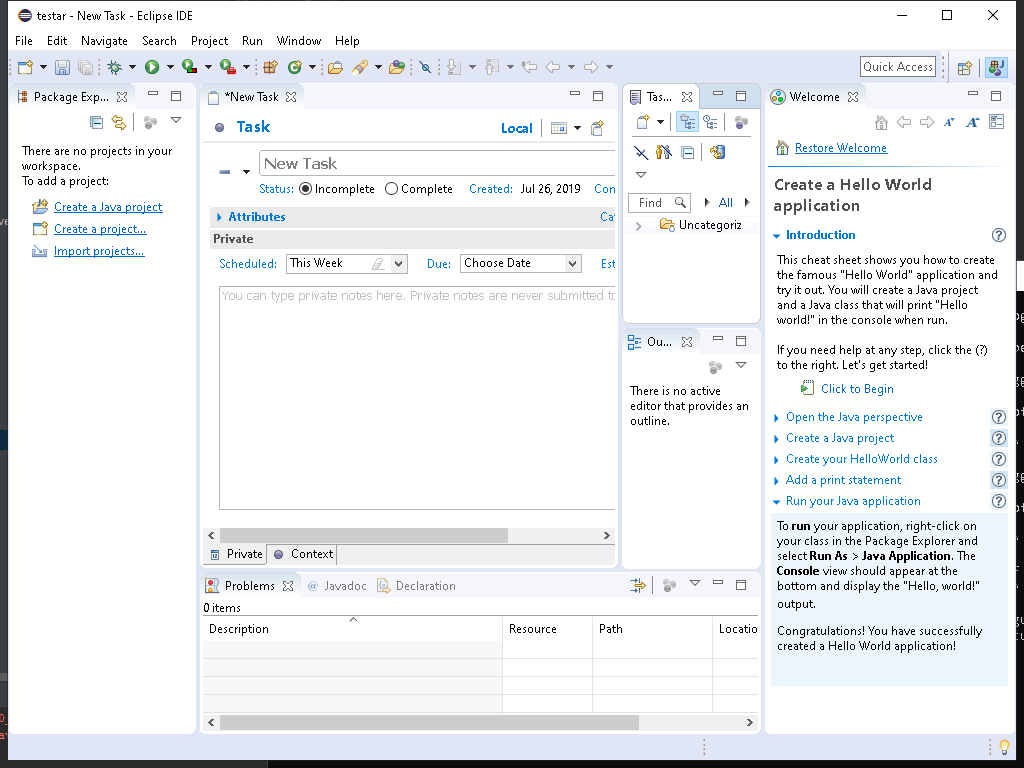 testar - New Task - Eclipse IDE
File Edit Navigate Search Project Run Window Help
Quick Access
Package Exp...
There are no projects in your
workspace.
To add a project:
Create a Java project
Create a project...
Import projects...
*New Task
Task
Local
New Task
Status: Incomplete Complete Created: Jul 26, 2019 Con
Attributes Ca
Private
Scheduled: This Week Due: Choose Date Est
You can type private notes here. Private notes are never submitted to
Private Context
Tas...
Find All
Uncategoriz
Ou...
There is no active
editor that provides an
outline.
Problems @ Javadoc Declaration
0 items
Description Resource Path Locatio
Welcome
Restore Welcome
Create a Hello World
application
Introduction
This cheat sheet shows you how to create
the famous "Hello World" application and
try it out. You will create a Java project
and a Java class that will print "Hello
world!" in the console when run.
If you need help at any step, click the (?)
to the right. Let's get started!
Click to Begin
Open the Java perspective
Create a Java project
Create your HelloWorld class
Add a print statement
Run your Java application
To run your application, right-click on
your class in the Package Explorer and
select Run As > Java Application. The
Console view should appear at the
bottom and display the "Hello, world!"
output.
Congratulations! You have successfully
created a Hello World application!